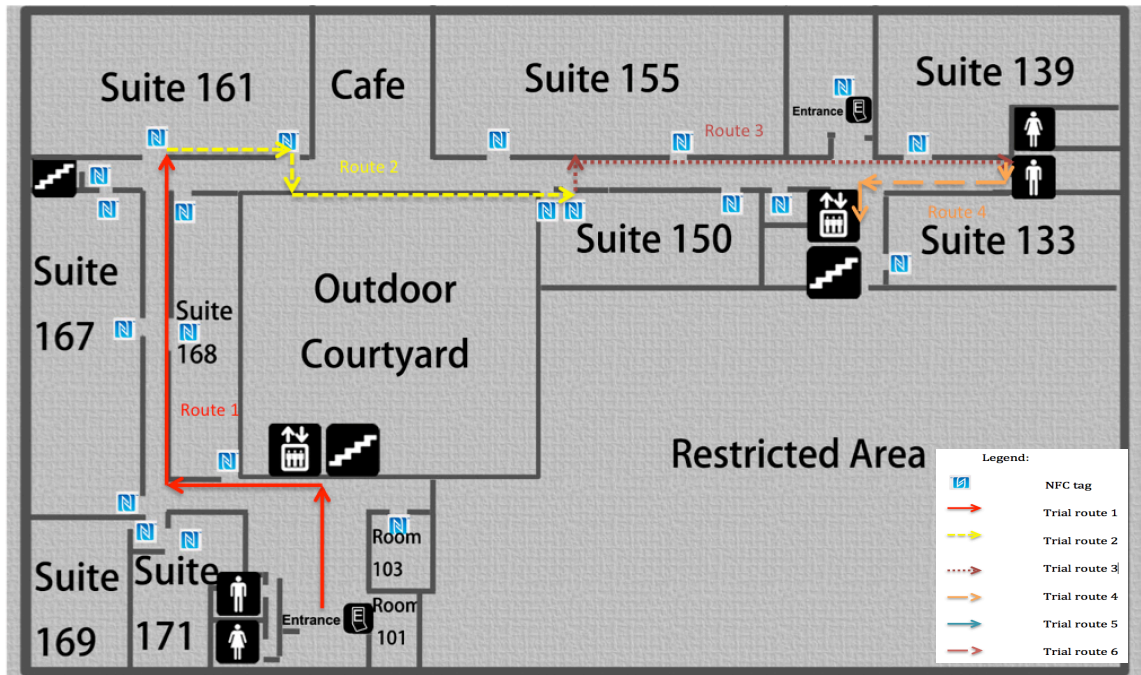 Suite 161
Cafe
Suite 155
Suite 139
Entrance
Route 3
Route 2
Route 4
Suite
167
Suite
168
Outdoor
Courtyard
Suite 150
Suite 133
Route 1
Restricted Area
Room
103
Room
101
Entrance
Suite
169
Suite
171
Legend:
NFC tag
Trial route 1
Trial route 2
Trial route 3
Trial route 4
Trial route 5
Trial route 6